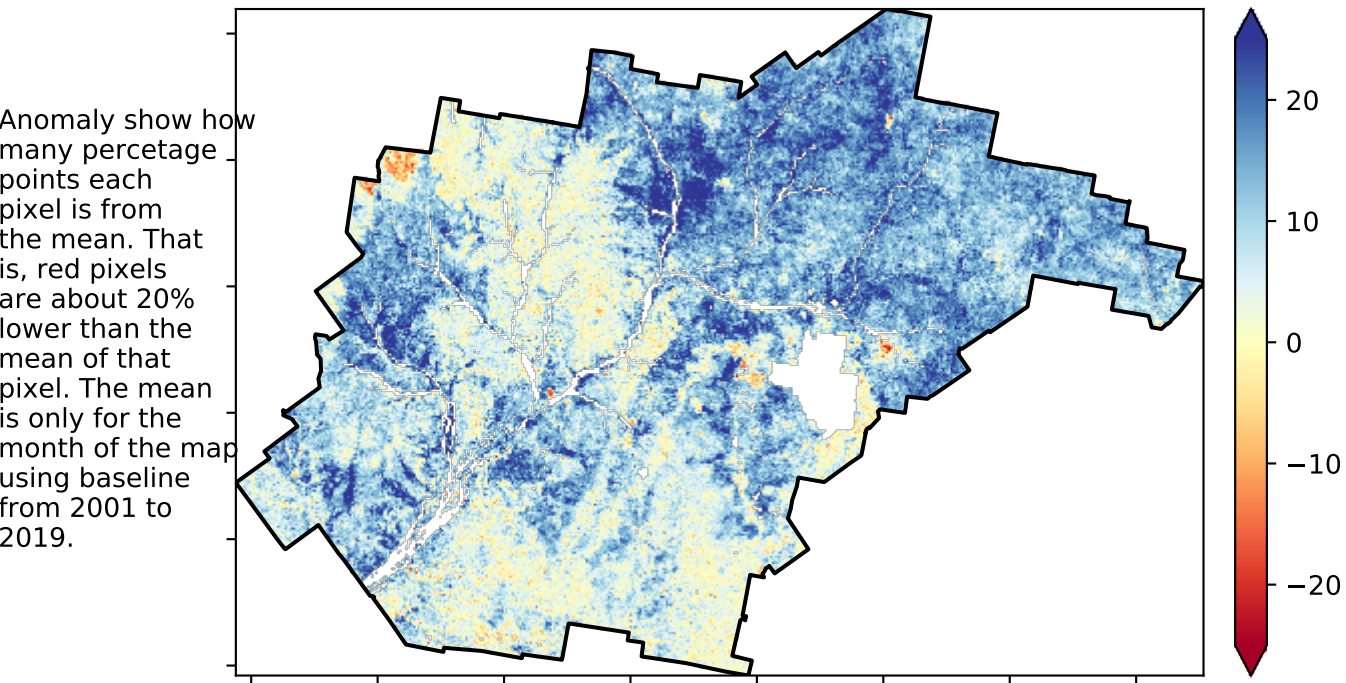 Anomaly show how
many percetage
points each
pixel is from
the mean. That
is, red pixels
are about 20%
lower than the
mean of that
pixel. The mean
is only for the
month of the map
using baseline
from 2001 to
2019.
20
10
0
−10
−20